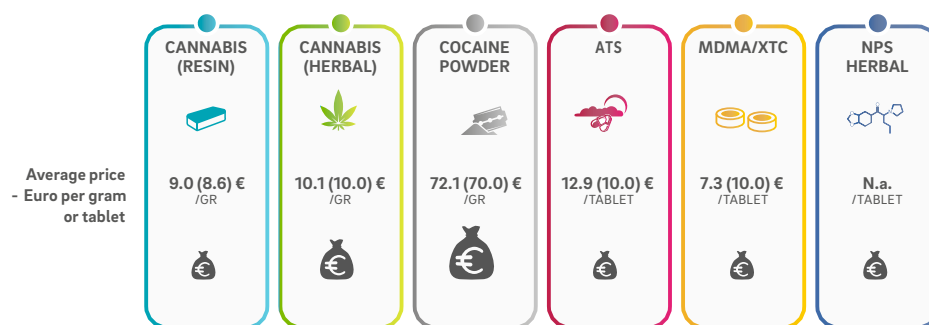 CANNABIS
(RESIN)
CANNABIS
(HERBAL)
COCAINE
POWDER
ATS
MDMA/XTC
NPS
HERBAL
Average price
- Euro per gram
or tablet
9.0 (8.6) €
/GR
10.1 (10.0) €
/GR
72.1 (70.0) €
/GR
12.9 (10.0) €
/TABLET
7.3 (10.0) €
/TABLET
N.a.
/TABLET
€
€
€
€
€
€